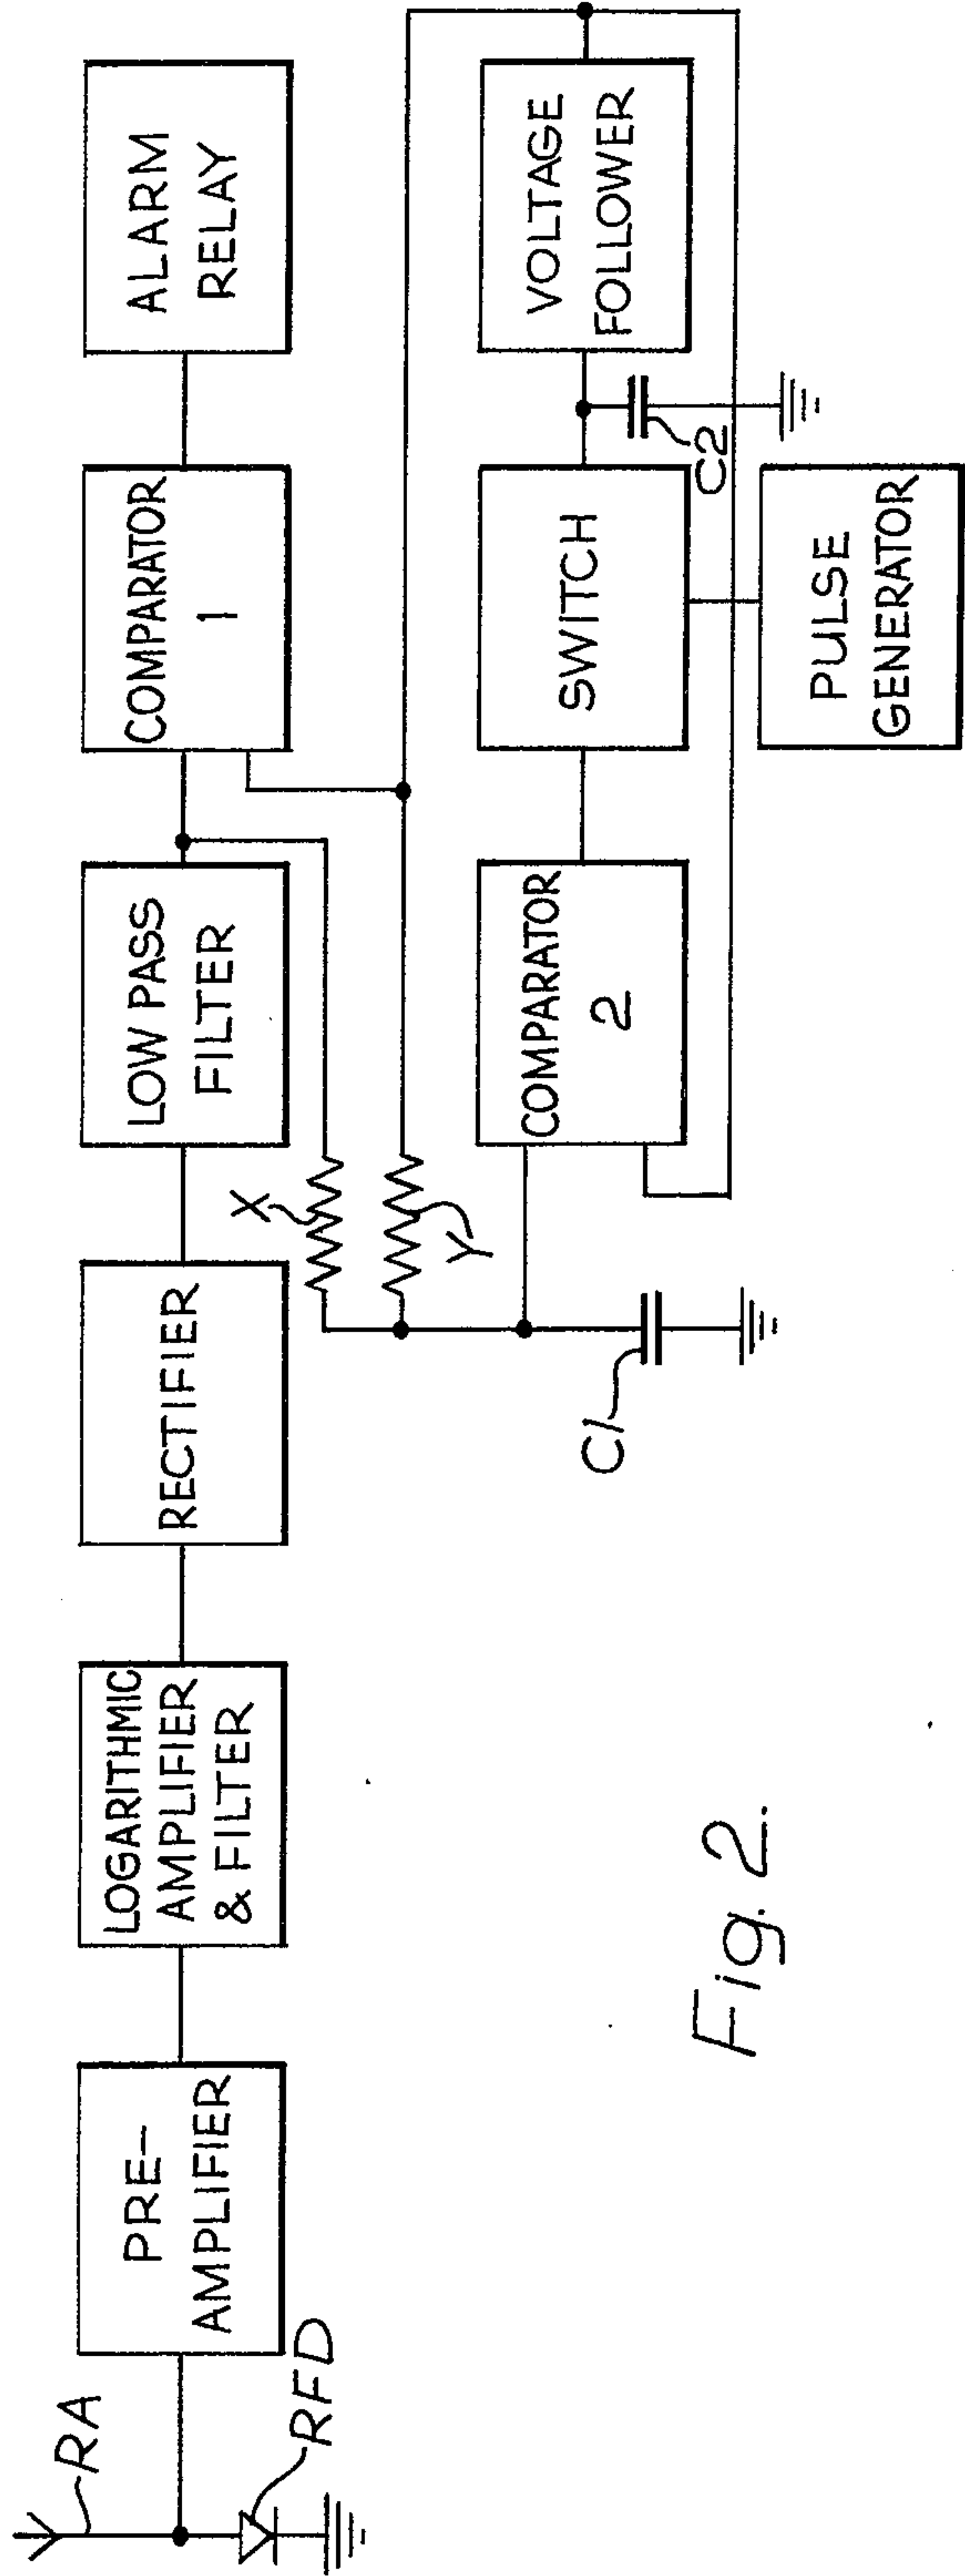 RA
RFD
PRE-
AMPLIFIER
LOGARITHMIC
AMPLIFIER
& FILTER
RECTIFIER
LOW PASS
FILTER
COMPARATOR
1
ALARM
RELAY
X
Y
C1
COMPARATOR
2
SWITCH
C2
VOLTAGE
FOLLOWER
PULSE
GENERATOR
Fig. 2.